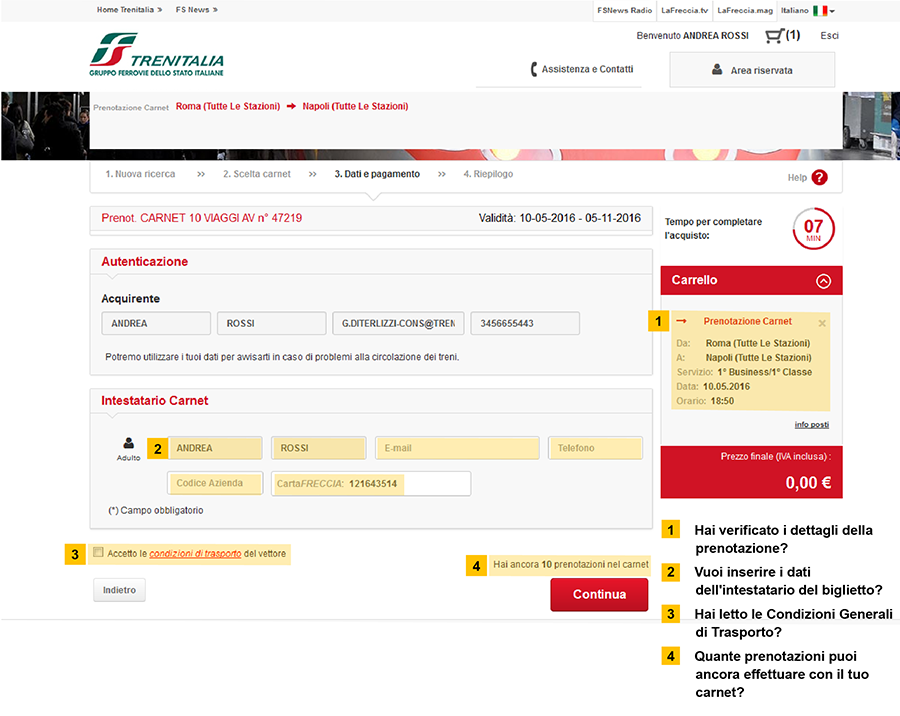 Home Trenitalia » FS News »
FSNews Radio LaFreccia.tv LaFreccia.mag Italiano
Benvenuto ANDREA ROSSI (1) Esci
FS TRENITALIA
GRUPPO FERROVIE DELLO STATO ITALIANE
Assistenza e Contatti
Area riservata
Prenotazione Carnet Roma (Tutte Le Stazioni) → Napoli (Tutte Le Stazioni)
1. Nuova ricerca » 2. Scelta carnet » 3. Dati e pagamento » 4. Riepilogo
Help ?
Prenot. CARNET 10 VIAGGI AV n° 47219 Validità: 10-05-2016 - 05-11-2016
Tempo per completare
l'acquisto:
07
MIN
Autenticazione
Acquirente
ANDREA ROSSI G.DITERLIZZI-CONS@TREN 3456655443
Potremo utilizzare i tuoi dati per avvisarti in caso di problemi alla circolazione dei treni.
Carrello
1 → Prenotazione Carnet ×
Da: Roma (Tutte Le Stazioni)
A: Napoli (Tutte Le Stazioni)
Servizio: 1° Business/1° Classe
Data: 10.05.2016
Orario: 18:50
info posti
Prezzo finale (IVA inclusa) :
0,00 €
Intestatario Carnet
Adulto
2 ANDREA ROSSI E-mail Telefono
Codice Azienda CartaFRECCIA: 121643514
(*) Campo obbligatorio
3 Accetto le condizioni di trasporto del vettore
4 Hai ancora 10 prenotazioni nel carnet
Indietro
Continua
1 Hai verificato i dettagli della
prenotazione?
2 Vuoi inserire i dati
dell'intestatario del biglietto?
3 Hai letto le Condizioni Generali
di Trasporto?
4 Quante prenotazioni puoi
ancora effettuare con il tuo
carnet?